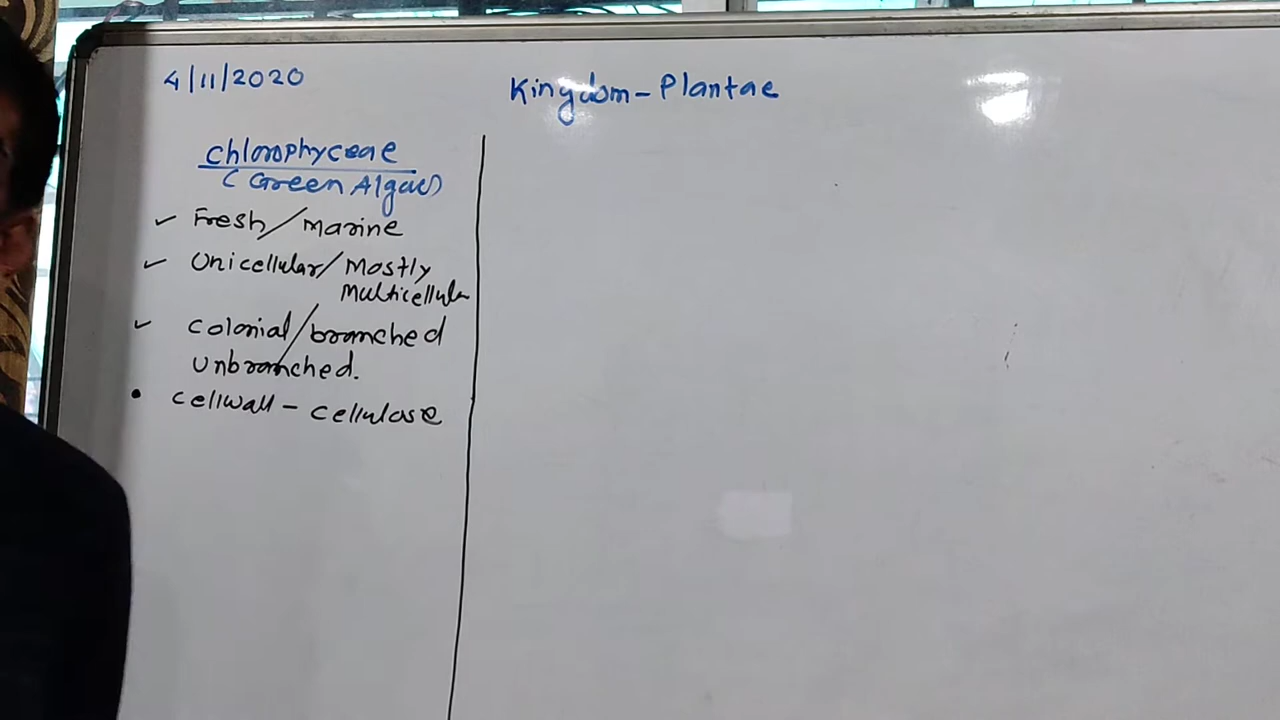 4/11/2020
Kingdom - Plantae
chlorophyceae
(Green Algae)
Fresh/marine
Unicellular/Mostly
Multicellular
colonial/branched
Unbranched.
cellwall - cellulose